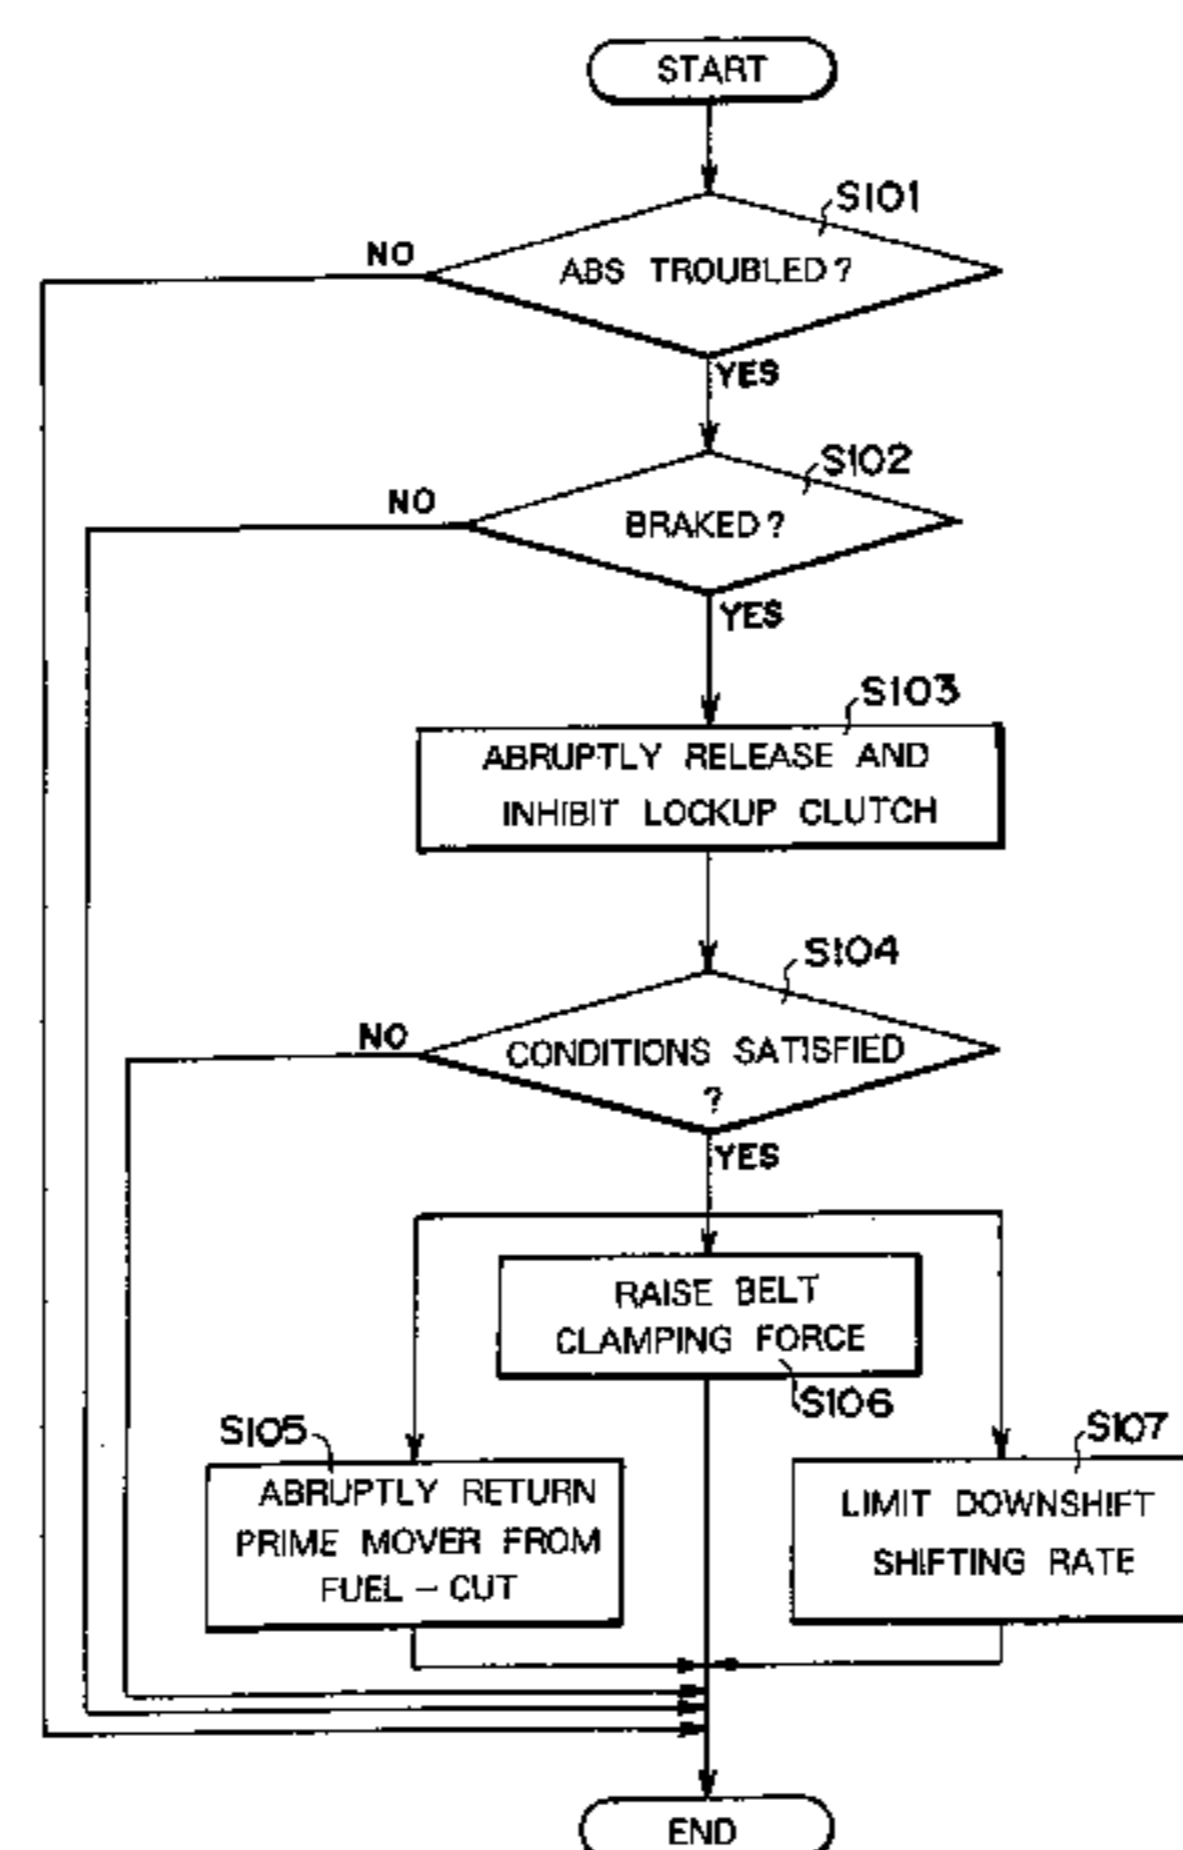 START
S101
NO
ABS TROUBLED?
YES
S102
NO
BRAKED?
YES
S103
ABRUPTLY RELEASE AND
INHIBIT LOCKUP CLUTCH
S104
NO
CONDITIONS SATISFIED
?
YES
RAISE BELT
CLAMPING FORCE
S106
S105
ABRUPTLY RETURN
PRIME MOVER FROM
FUEL-CUT
S107
LIMIT DOWNSHIFT
SHIFTING RATE
END